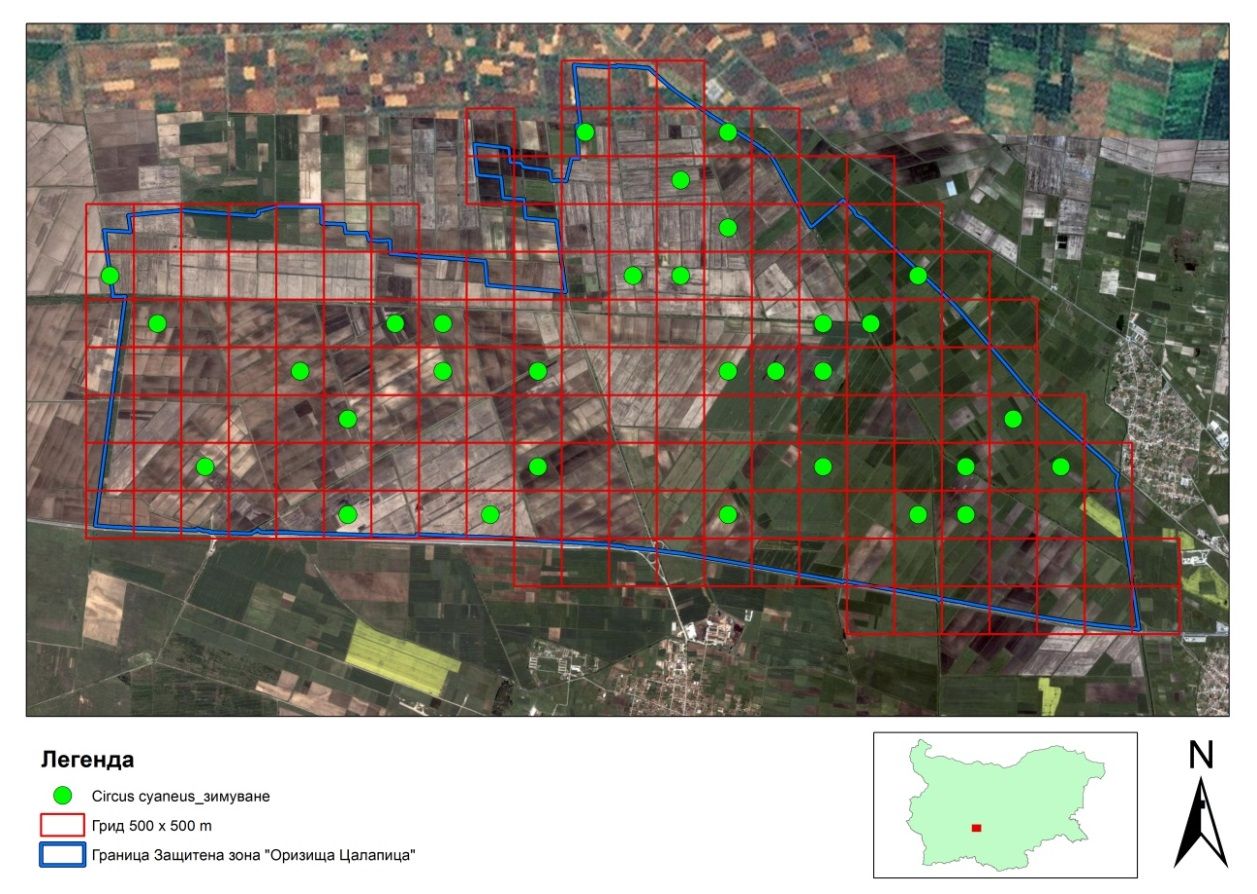 Легенда
Circus cyaneus_зимуване
Грид 500 x 500 m
Граница Защитена зона "Оризища Цалапица"
N